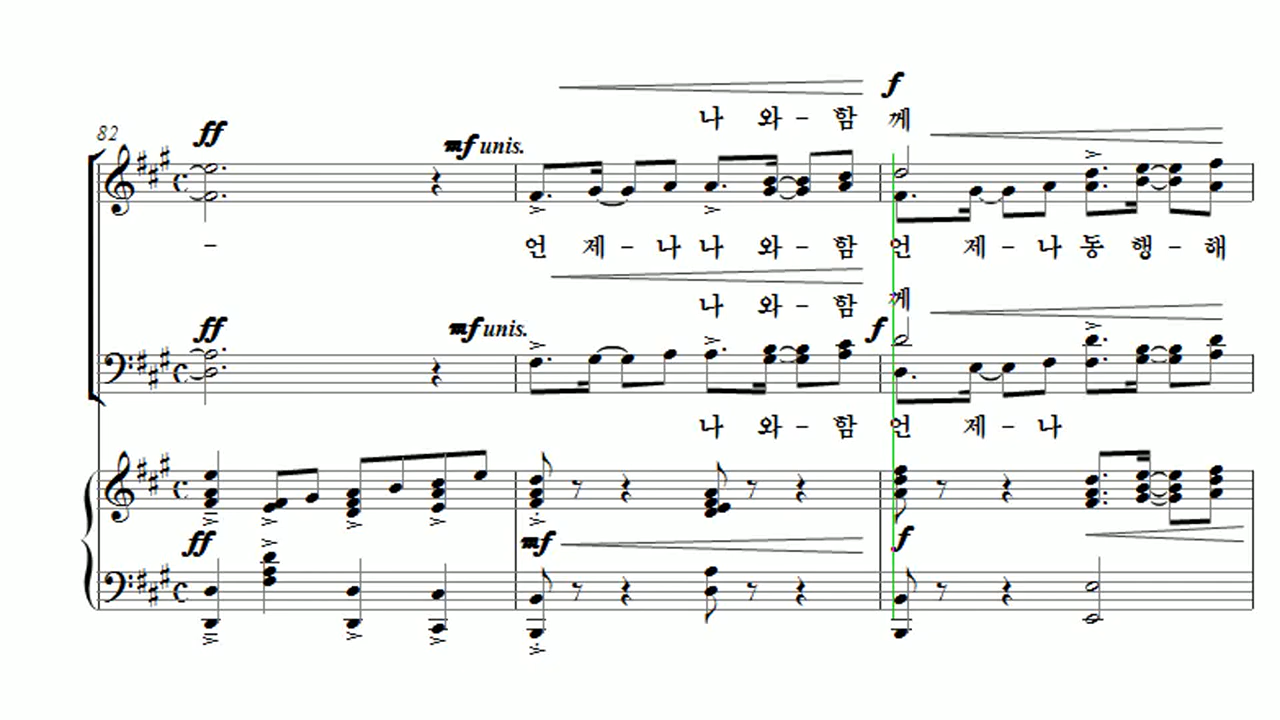 f
나 와 - 함 께
82 ff mf unis.
- 언 제 - 나 나 와 - 함 언 제 - 나 동 행 - 해
나 와 - 함 께
ff mf unis. f
나 와 - 함 언 제 - 나
ff mf f